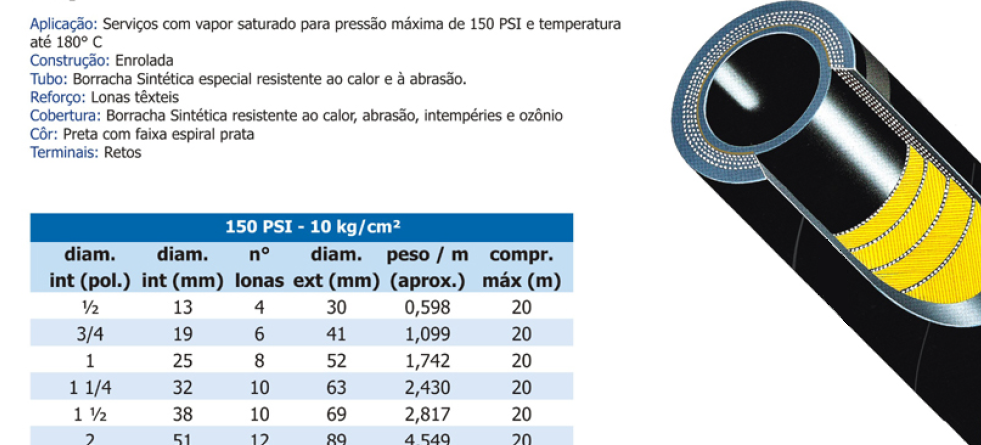 Aplicação: Serviços com vapor saturado para pressão máxima de 150 PSI e temperatura
até 180° C
Construção: Enrolada
Tubo: Borracha Sintética especial resistente ao calor e à abrasão.
Reforço: Lonas têxteis
Cobertura: Borracha Sintética resistente ao calor, abrasão, intempéries e ozônio
Côr: Preta com faixa espiral prata
Terminais: Retos
150 PSI - 10 kg/cm²
diam. diam. n° diam. peso / m compr.
int (pol.) int (mm) lonas ext (mm) (aprox.) máx (m)
½ 13 4 30 0,598 20
3/4 19 6 41 1,099 20
1 25 8 52 1,742 20
1 1/4 32 10 63 2,430 20
1 ½ 38 10 69 2,817 20
2 51 12 89 4,549 20